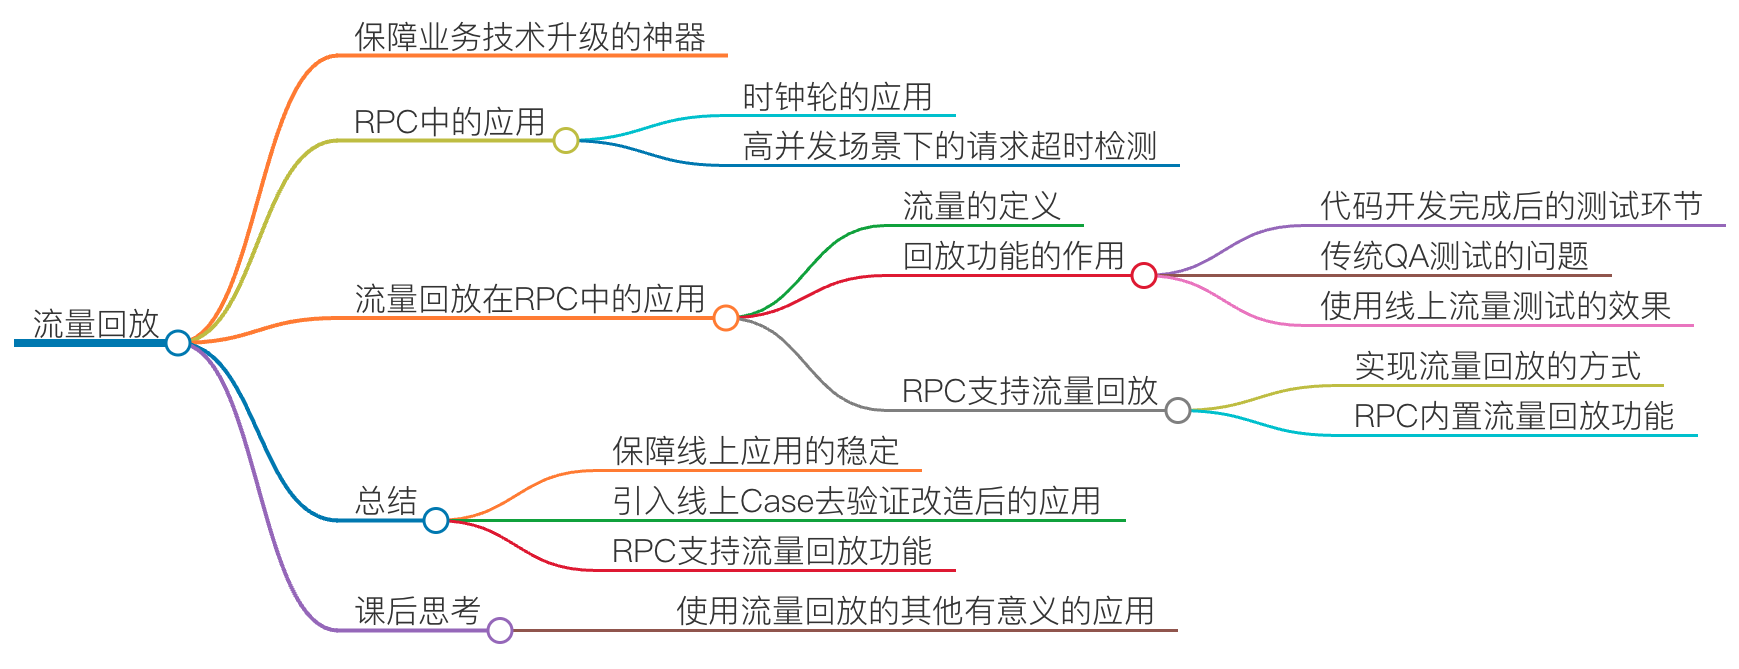 流量回放
保障业务技术升级的神器
RPC中的应用
时钟轮的应用
高并发场景下的请求超时检测
流量回放在RPC中的应用
流量的定义
回放功能的作用
代码开发完成后的测试环节
传统QA测试的问题
使用线上流量测试的效果
RPC支持流量回放
实现流量回放的方式
RPC内置流量回放功能
总结
保障线上应用的稳定
引入线上Case去验证改造后的应用
RPC支持流量回放功能
课后思考
使用流量回放的其他有意义的应用